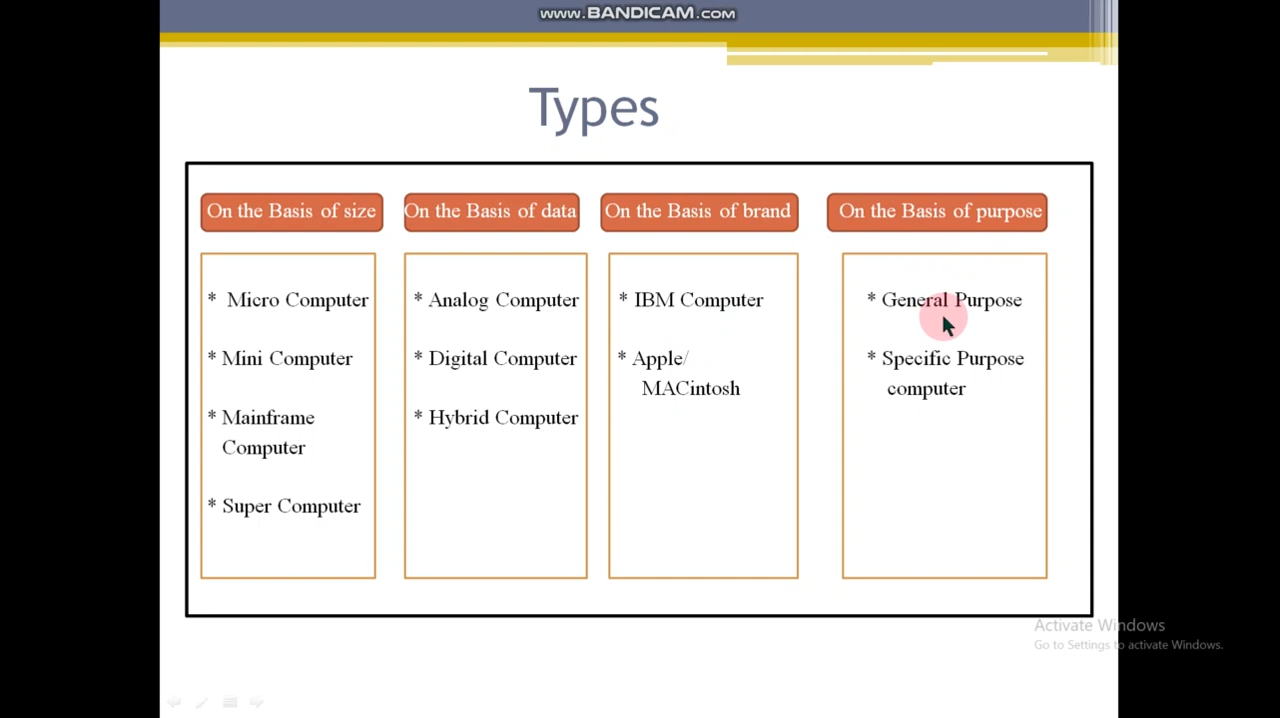 www.BANDICAM.com
Types
On the Basis of size
On the Basis of data
On the Basis of brand
On the Basis of purpose
* Micro Computer
* Mini Computer
* Mainframe
Computer
* Super Computer
* Analog Computer
* Digital Computer
* Hybrid Computer
* IBM Computer
* Apple/
MACintosh
* General Purpose
* Specific Purpose
computer
Activate Windows
Go to Settings to activate Windows.